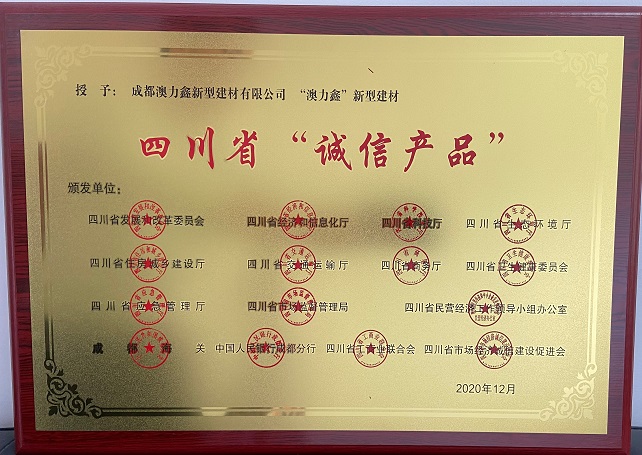 授 予： 成都澳力鑫新型建材有限公司 “澳力鑫”新型建材
四川省“诚信产品”
颁发单位：
四川省发展和改革委员会 四川省经济和信息化厅 四川省科技厅 四川省生态环境厅
四川省住房城乡建设厅 四川省交通运输厅 四川省商务厅 四川省卫生健康委员会
四川省应急管理厅 四川省市场监督管理局 四川省民营经济工作领导小组办公室
成都海关 中国人民银行成都分行 四川省工商业联合会 四川省市场经济诚信建设促进会
2020年12月